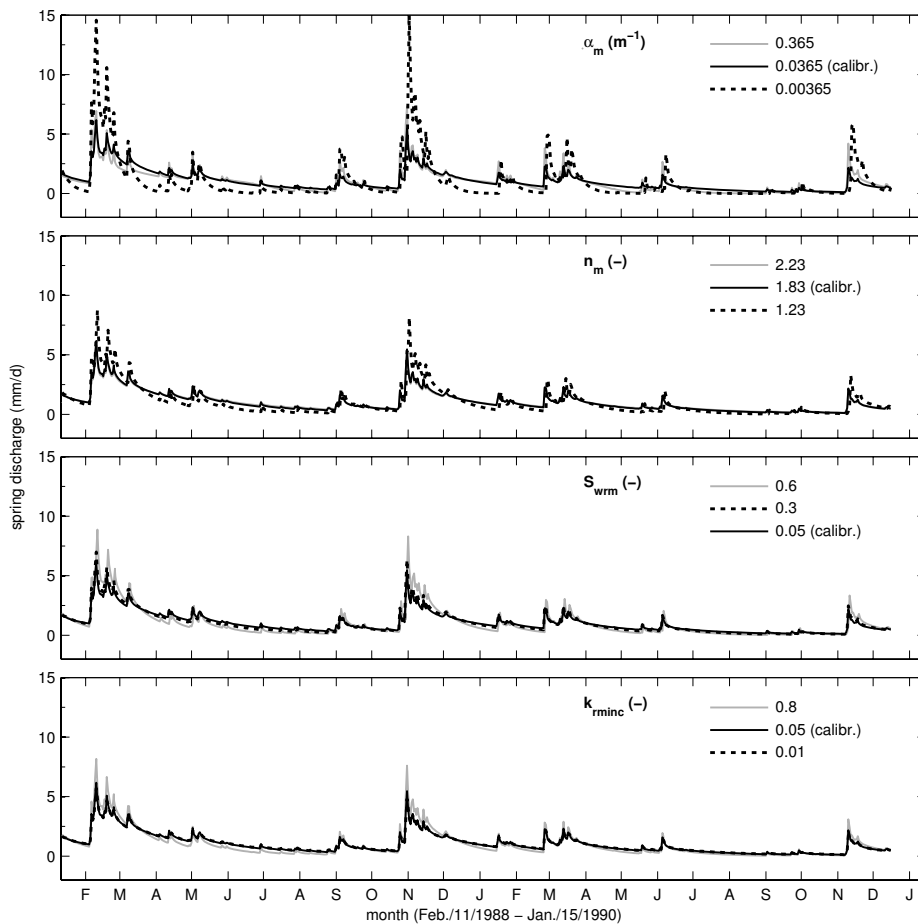 15
10
5
0
α_m (m⁻¹)
0.365
0.0365 (calibr.)
0.00365
15
10
5
0
n_m (−)
2.23
1.83 (calibr.)
1.23
15
10
5
0
S_wrm (−)
0.6
0.3
0.05 (calibr.)
15
10
5
0
k_rminc (−)
0.8
0.05 (calibr.)
0.01
spring discharge (mm/d)
F M A M J J A S O N D J F M A M J J A S O N D J
month (Feb./11/1988 − Jan./15/1990)